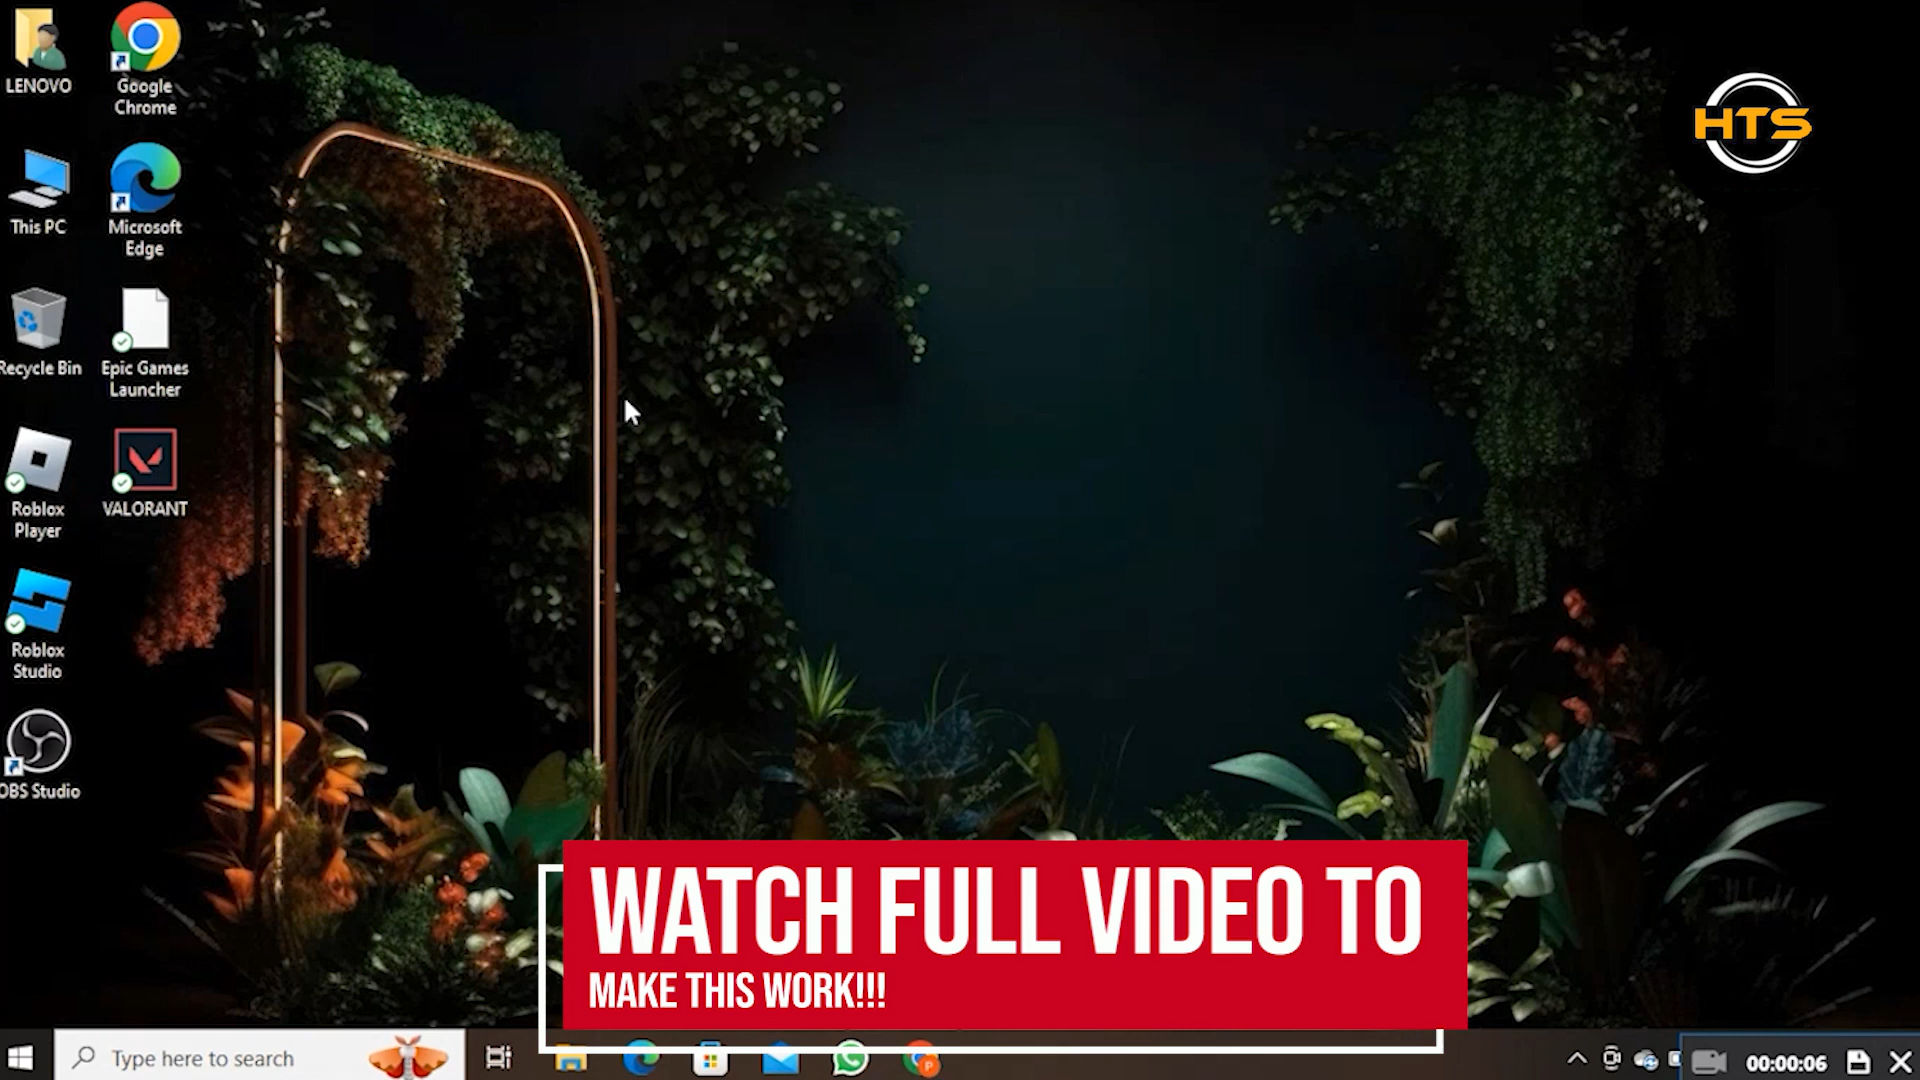 LENOVO
Google
Chrome
HTS
This PC
Microsoft
Edge
Recycle Bin
Epic Games
Launcher
Roblox
Player
VALORANT
Roblox
Studio
OBS Studio
WATCH FULL VIDEO TO
MAKE THIS WORK!!!
Type here to search
P
00:00:06